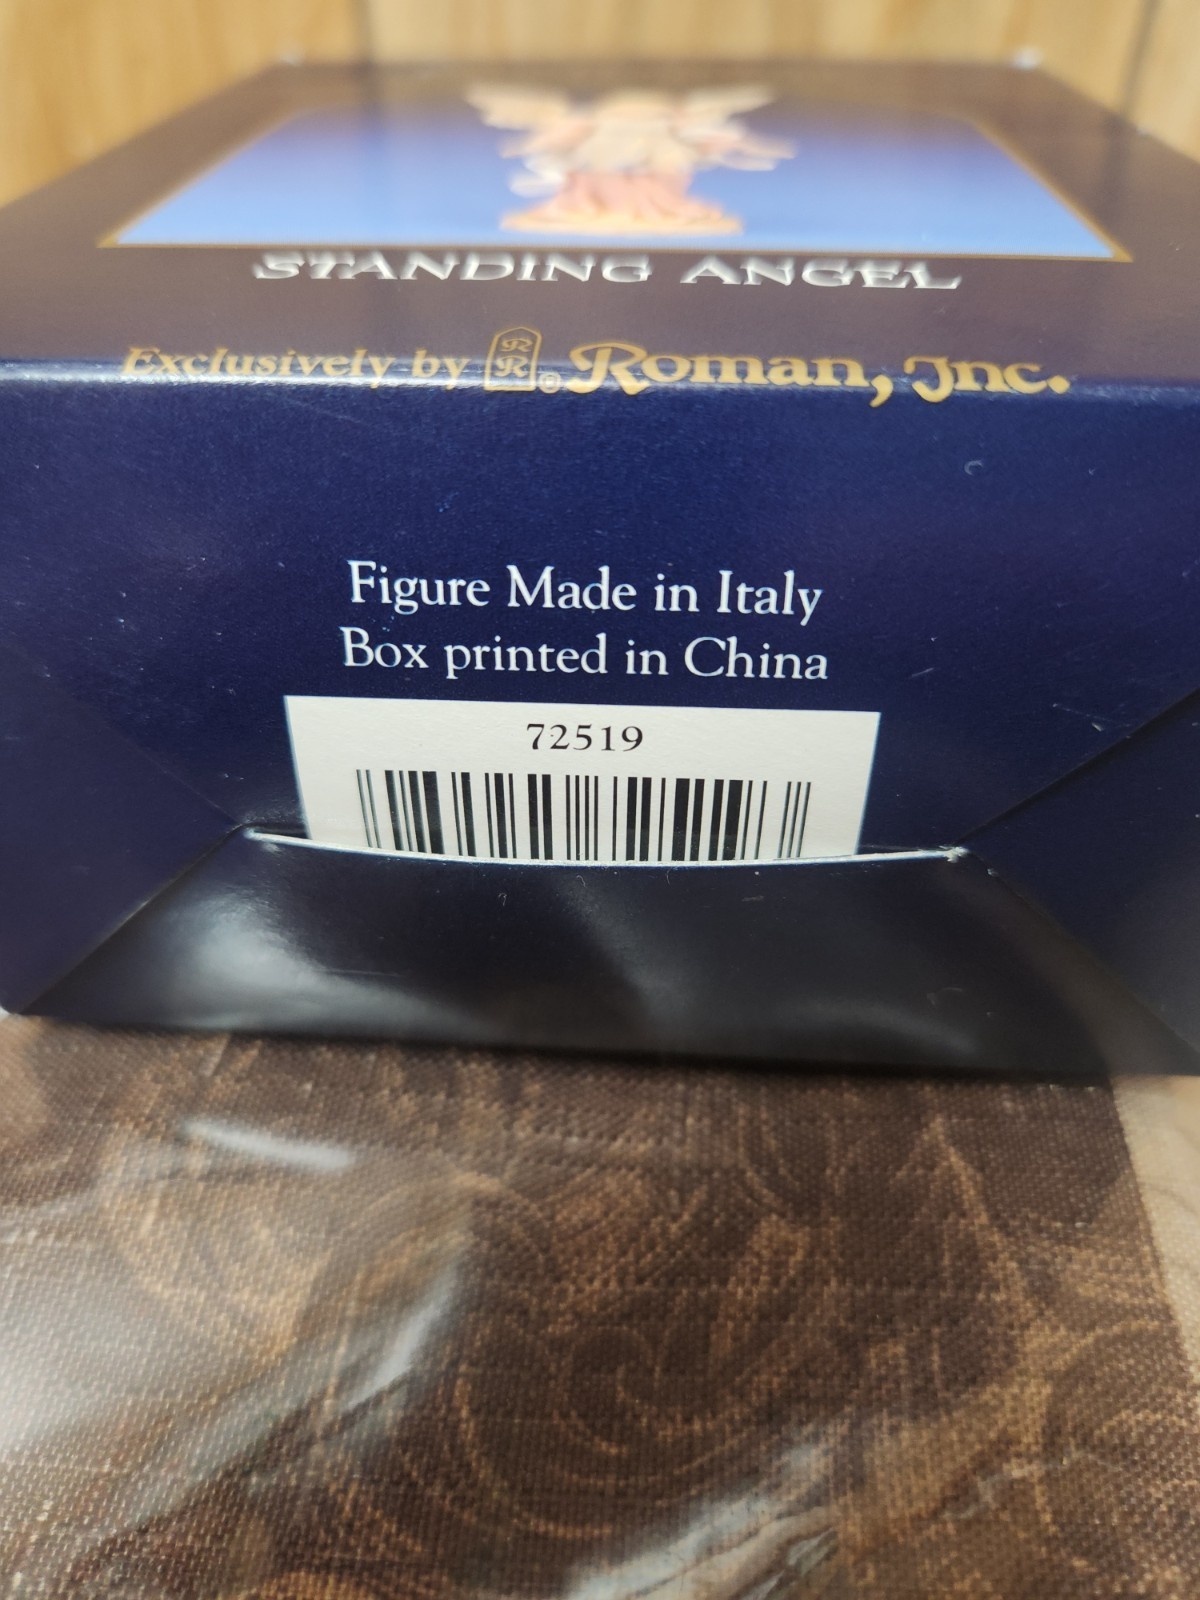 STANDING ANGEL
Exclusively by R R ® Roman, Inc.
Figure Made in Italy
Box printed in China
72519